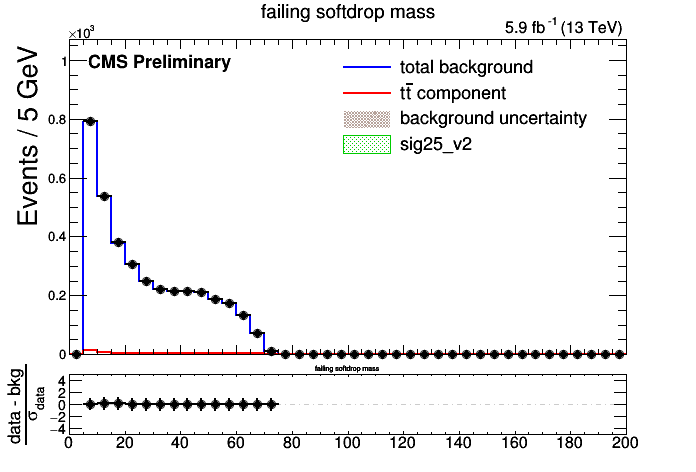 failing softdrop mass
×10³
5.9 fb⁻¹ (13 TeV)
Events / 5 GeV
CMS Preliminary
total background
tt̅ component
background uncertainty
sig25_v2
1
0.8
0.6
0.4
0.2
0
failing softdrop mass
data - bkg
σ data
4
2
0
−2
−4
0 20 40 60 80 100 120 140 160 180 200